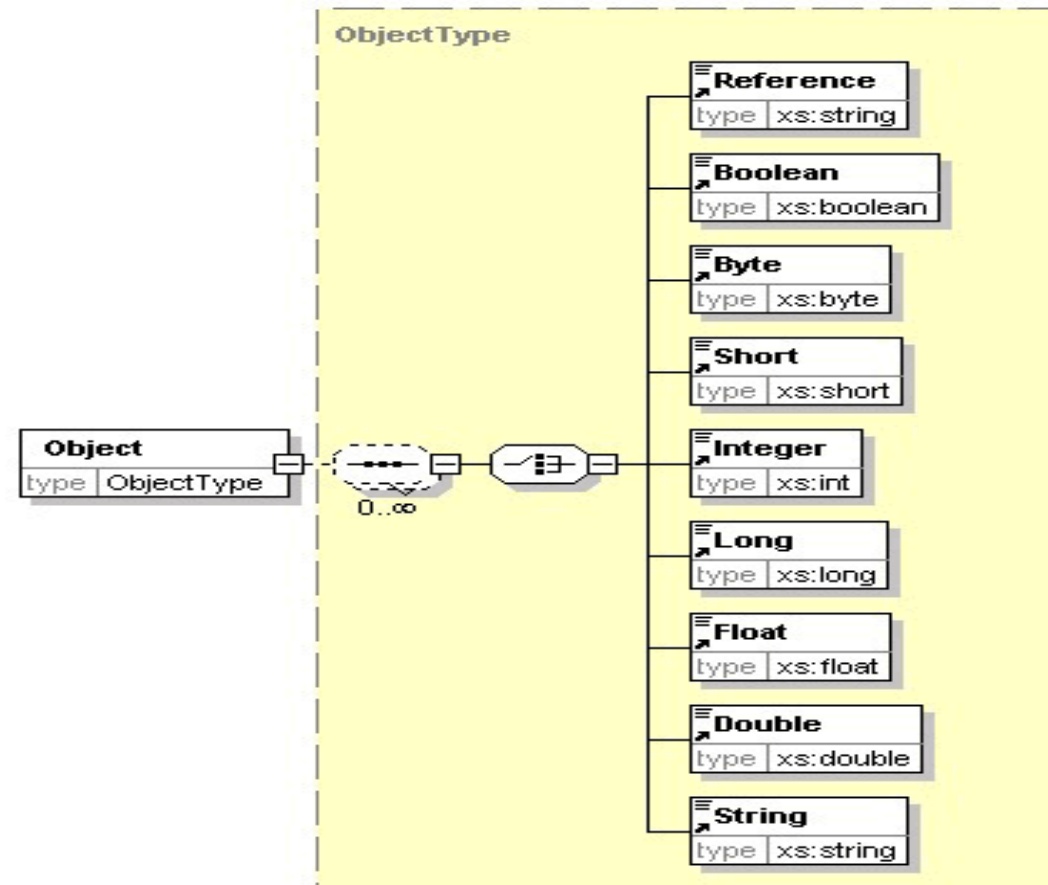 ObjectType
Reference
type xs:string
Boolean
type xs:boolean
Byte
type xs:byte
Short
type xs:short
Object
type ObjectType
0..∞
Integer
type xs:int
Long
type xs:long
Float
type xs:float
Double
type xs:double
String
type xs:string